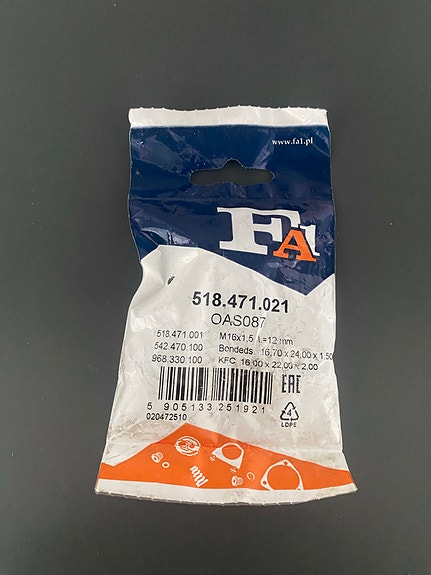 www.fa1.pl
FA1
518.471.021
OAS087
518.471.001 M16x1,5 L=12 mm
542.470.100 Bondeds 16,70 x 24,00 x 1,50
968.330.100 KFC 16,00 x 22,00 x 2,00
5 905133 251921
EAC
020472510
4
LDPE